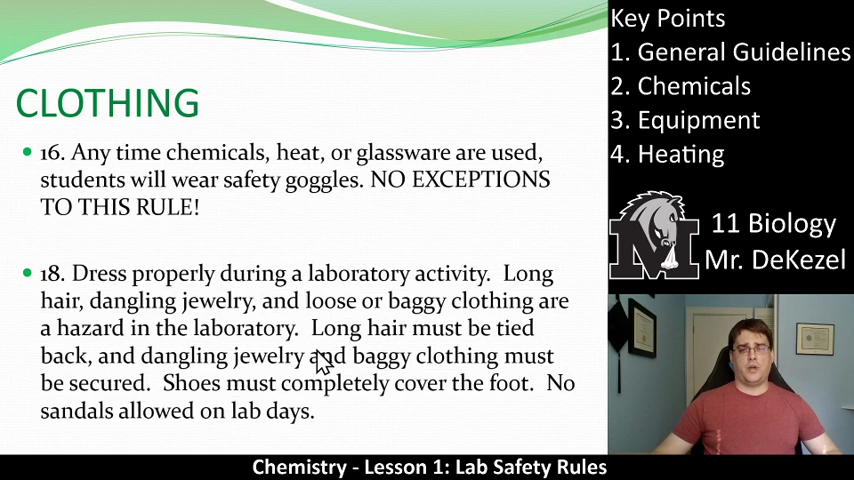 CLOTHING
16. Any time chemicals, heat, or glassware are used,
students will wear safety goggles. NO EXCEPTIONS
TO THIS RULE!
18. Dress properly during a laboratory activity. Long
hair, dangling jewelry, and loose or baggy clothing are
a hazard in the laboratory. Long hair must be tied
back, and dangling jewelry and baggy clothing must
be secured. Shoes must completely cover the foot. No
sandals allowed on lab days.
Key Points
1. General Guidelines
2. Chemicals
3. Equipment
4. Heating
M
11 Biology
Mr. DeKezel
Chemistry - Lesson 1: Lab Safety Rules